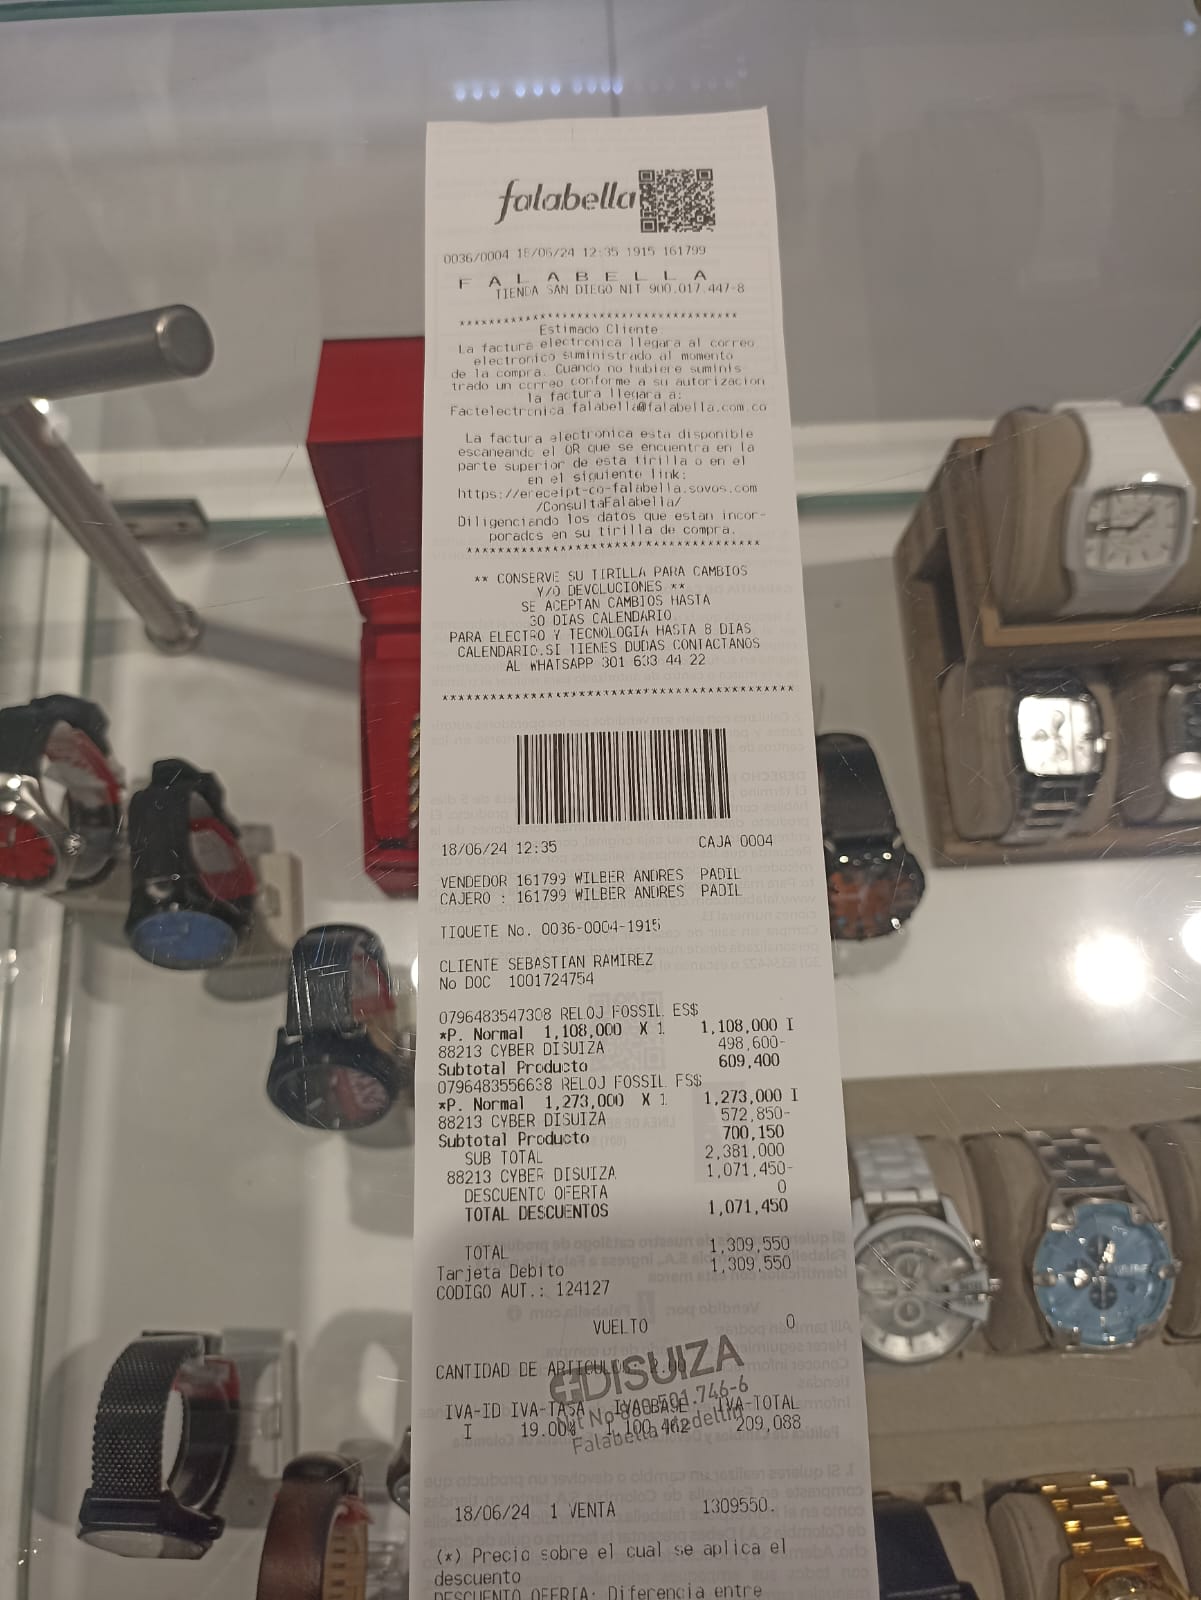 falabella
0036/0004 18/06/24 12:35 1915 161799
F A L A B E L L A
TIENDA SAN DIEGO NIT 900.017.447-8
****************************************
Estimado Cliente:
La factura electronica llegara al correo
electronico suministrado al momento
de la compra. Cuando no hubiere suminis-
trado un correo conforme a su autorizacion
la factura llegara a:
Factelectronica.falabella@falabella.com.co
La factura electronica esta disponible
escaneando el QR que se encuentra en la
parte superior de esta tirilla o en el
en el siguiente link:
https://ereceipt-co-falabella.sovos.com
/ConsultaFalabella/
Diligenciando los datos que estan incor-
porados en su tirilla de compra.
****************************************
** CONSERVE SU TIRILLA PARA CAMBIOS
Y/O DEVOLUCIONES **
SE ACEPTAN CAMBIOS HASTA
30 DIAS CALENDARIO
PARA ELECTRO Y TECNOLOGIA HASTA 8 DIAS
CALENDARIO.SI TIENES DUDAS CONTACTANOS
AL WHATSAPP 301 633 44 22
****************************************
18/06/24 12:35 CAJA 0004
VENDEDOR 161799 WILBER ANDRES PADIL
CAJERO : 161799 WILBER ANDRES PADIL
TIQUETE No. 0036-0004-1915
CLIENTE SEBASTIAN RAMIREZ
No DOC 1001724754
0796483547308 RELOJ FOSSIL ES$
*P. Normal 1,108,000 X 1 1,108,000 I
88213 CYBER DISUIZA 498,600-
Subtotal Producto 609,400
0796483556638 RELOJ FOSSIL FS$
*P. Normal 1,273,000 X 1 1,273,000 I
88213 CYBER DISUIZA 572,850-
Subtotal Producto 700,150
SUB TOTAL 2,381,000
88213 CYBER DISUIZA 1,071,450-
DESCUENTO OFERTA 0
TOTAL DESCUENTOS 1,071,450
TOTAL 1,309,550
Tarjeta Debito 1,309,550
CODIGO AUT.: 124127
VUELTO 0
CANTIDAD DE ARTICULOS: 2.00
DISUIZA
IVA-ID IVA-TASA IVA-BASE IVA-TOTAL
I 19.00% 1,100,462 209,088
Falabella Medellin
18/06/24 1 VENTA 1309550.
(*) Precio sobre el cual se aplica el
descuento
DESCUENTO OFERTA: Diferencia entre